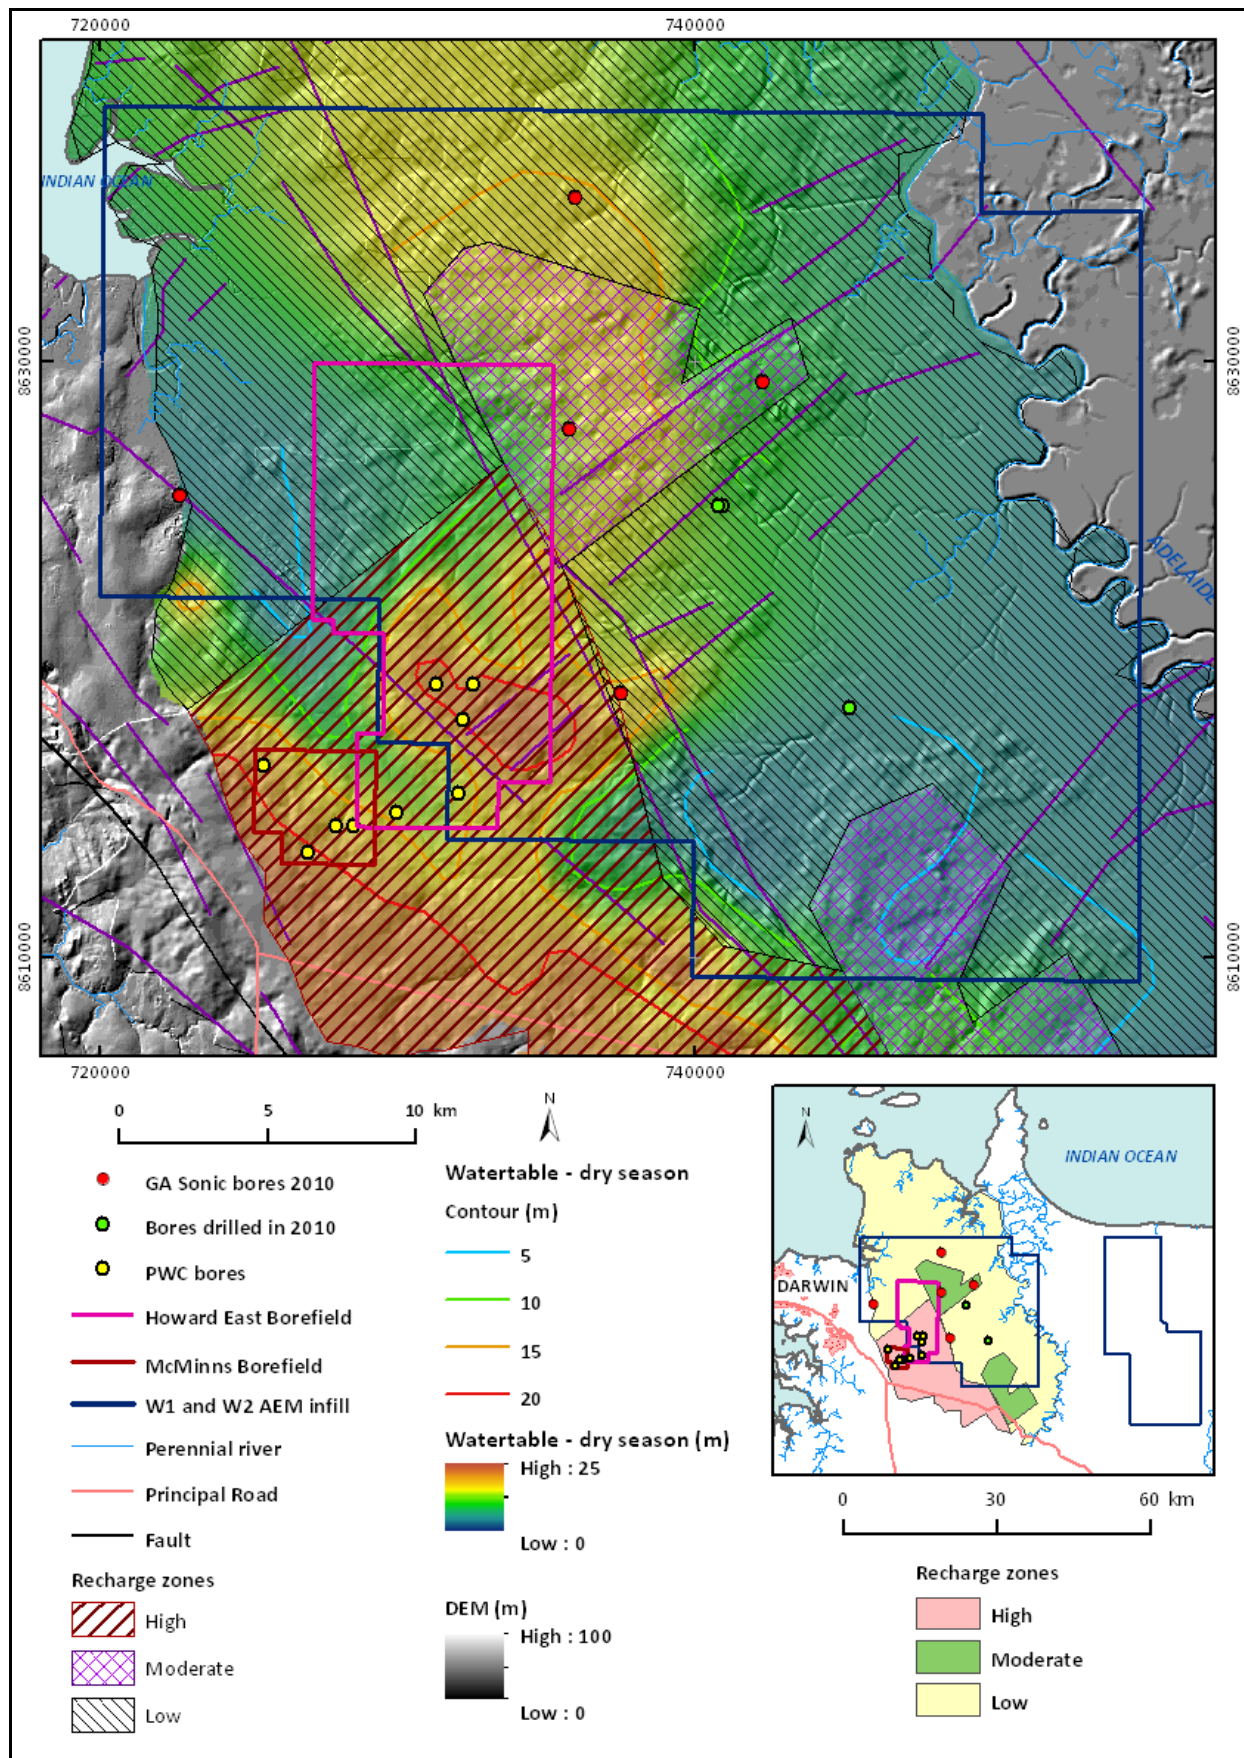 720000
740000
INDIAN OCEAN
8630000
8630000
ADELAIDE
8610000
8610000
720000
740000
0 5 10 km
N
GA Sonic bores 2010
Bores drilled in 2010
PWC bores
Howard East Borefield
McMinns Borefield
W1 and W2 AEM infill
Perennial river
Principal Road
Fault
Recharge zones
High
Moderate
Low
Watertable - dry season
Contour (m)
5
10
15
20
Watertable - dry season (m)
High : 25
Low : 0
DEM (m)
High : 100
Low : 0
N
INDIAN OCEAN
DARWIN
0 30 60 km
Recharge zones
High
Moderate
Low